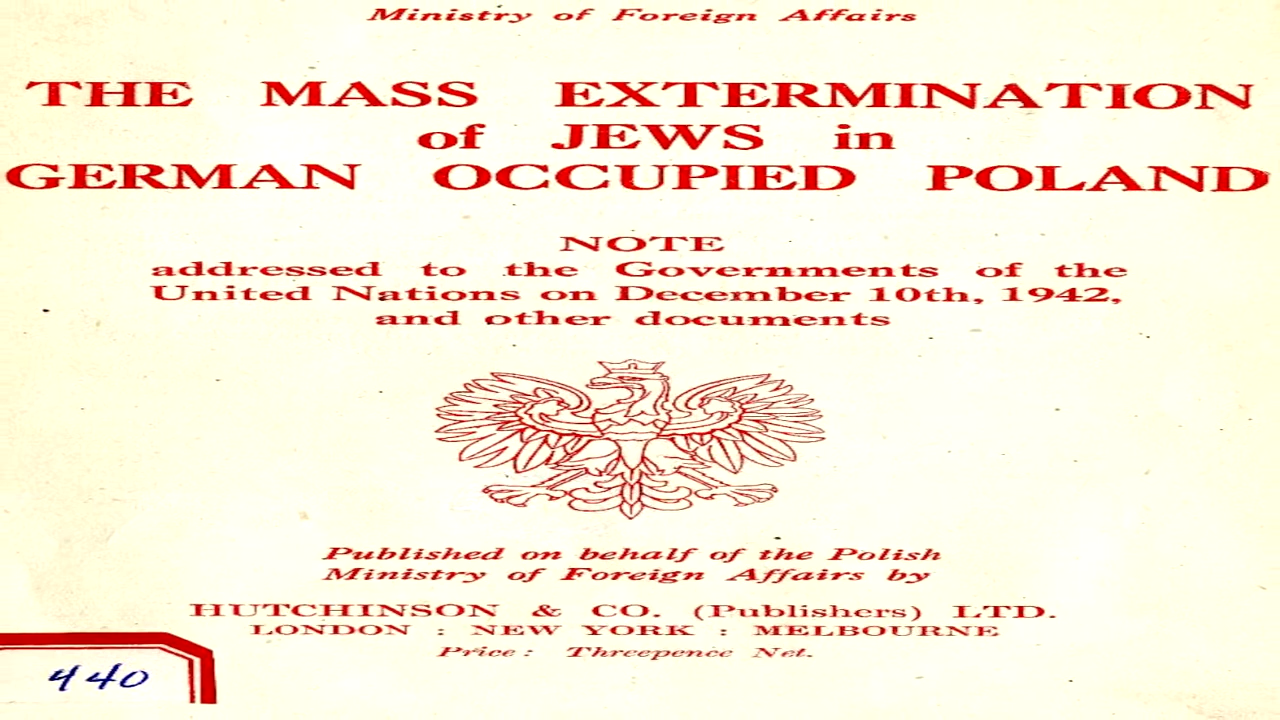 Ministry of Foreign Affairs
THE MASS EXTERMINATION
of JEWS in
GERMAN OCCUPIED POLAND
NOTE
addressed to the Governments of the
United Nations on December 10th, 1942,
and other documents
Published on behalf of the Polish
Ministry of Foreign Affairs by
HUTCHINSON & CO. (Publishers) LTD.
LONDON : NEW YORK : MELBOURNE
Price: Threepence Net.
440